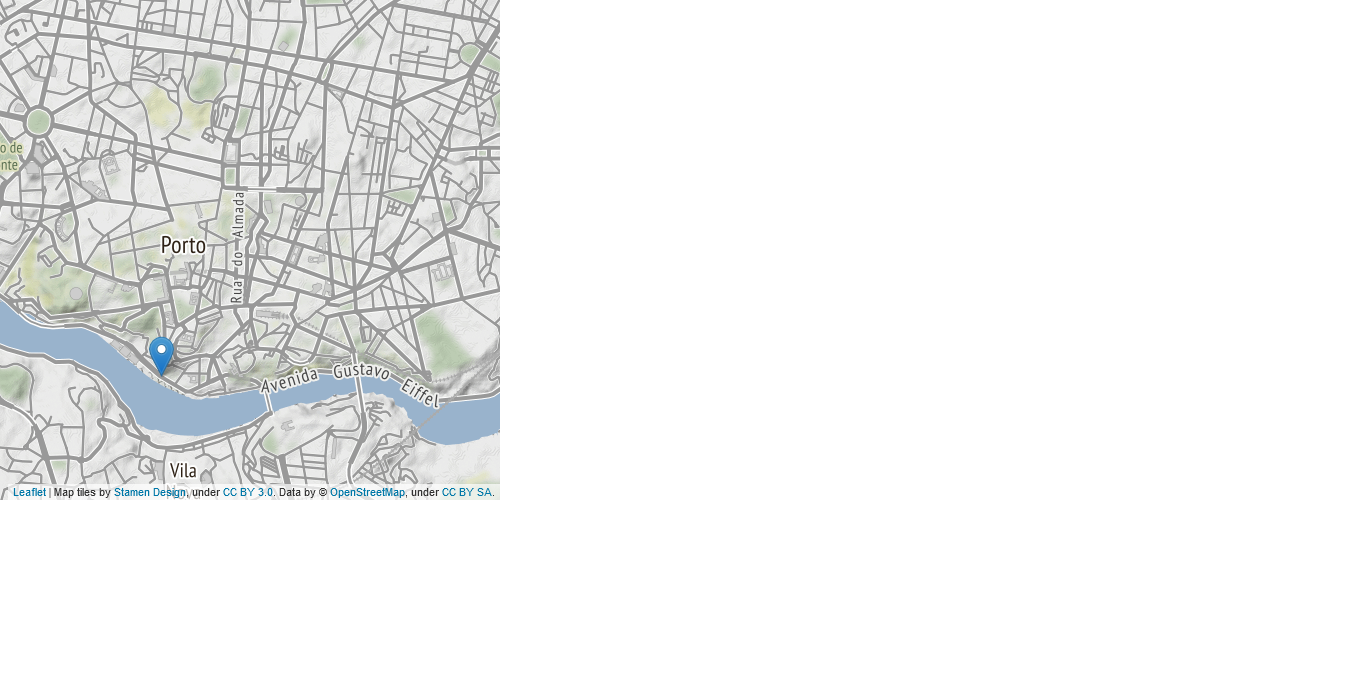 o de
nte
Rua do Almada
Porto
Avenida Gustavo Eiffel
Vila
Leaflet | Map tiles by Stamen Design, under CC BY 3.0. Data by © OpenStreetMap, under CC BY SA.